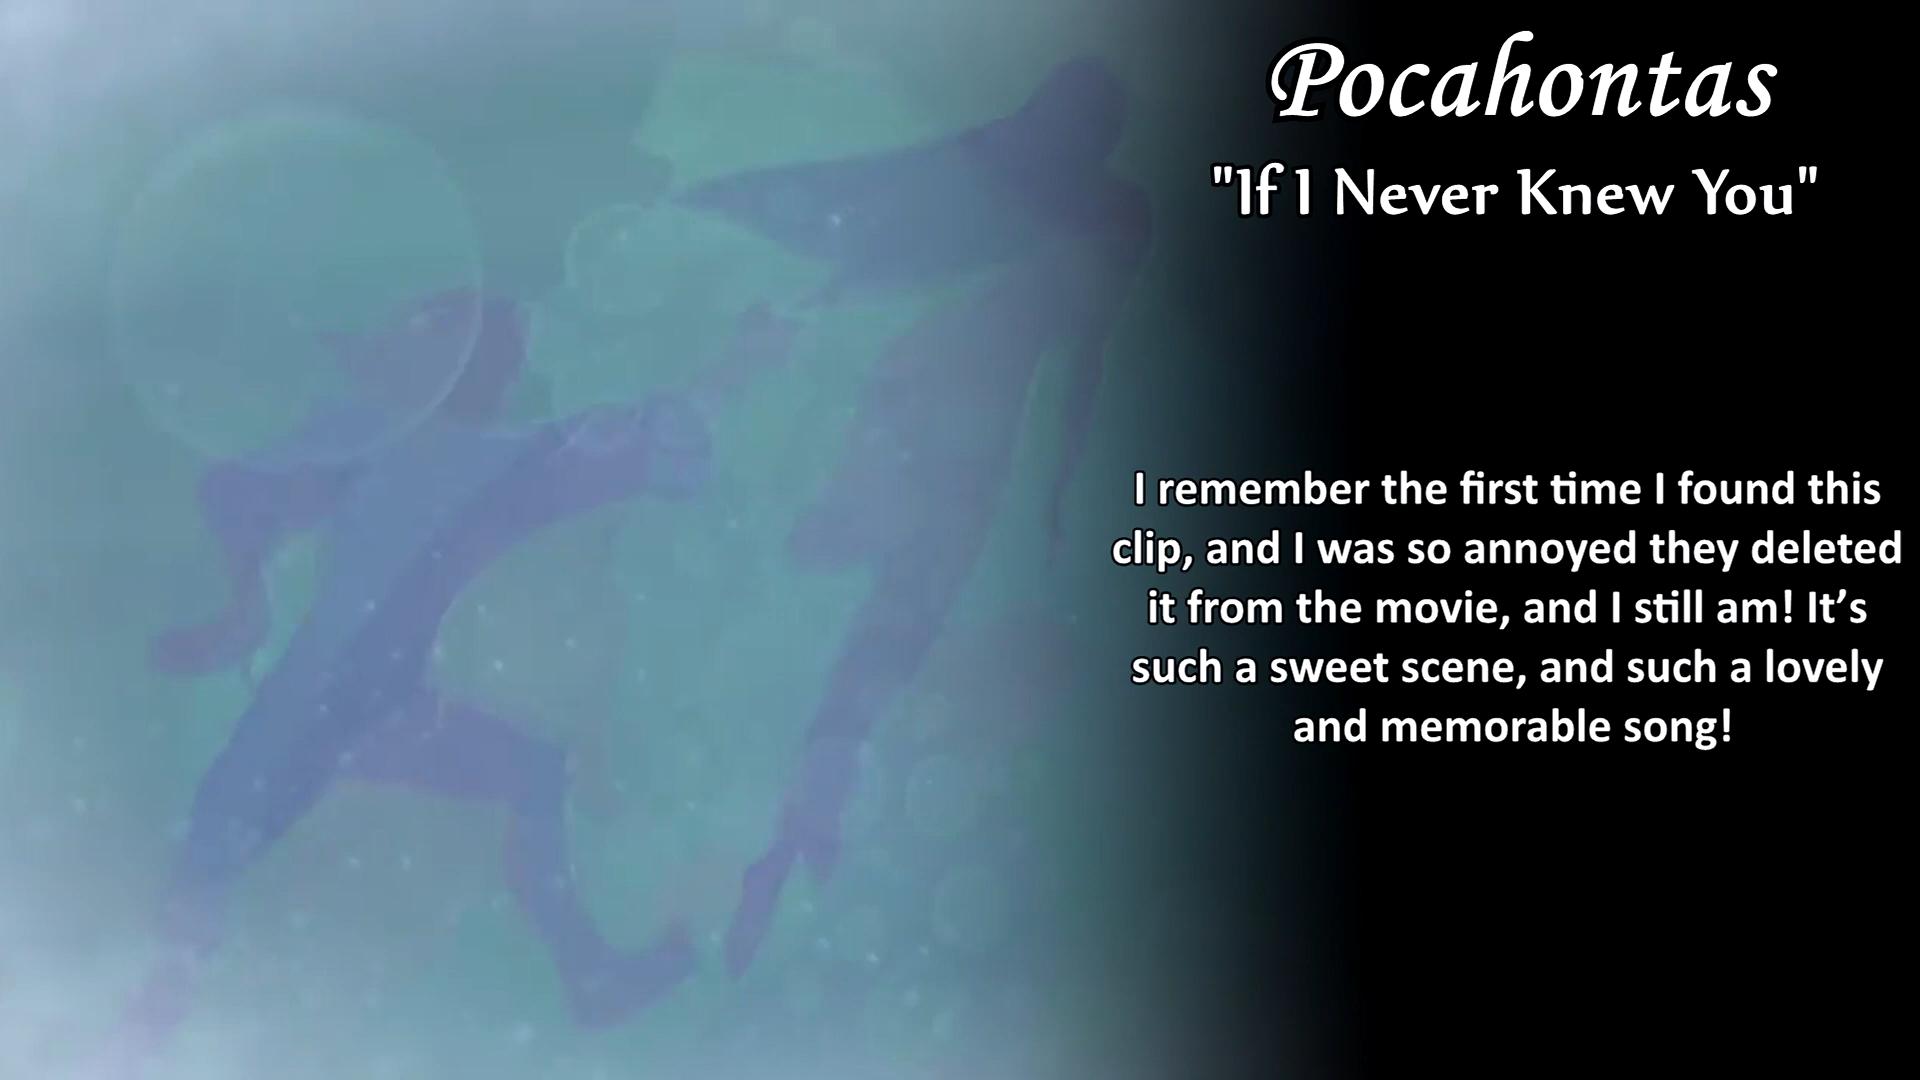 Pocahontas
"If I Never Knew You"
I remember the first time I found this
clip, and I was so annoyed they deleted
it from the movie, and I still am! It’s
such a sweet scene, and such a lovely
and memorable song!